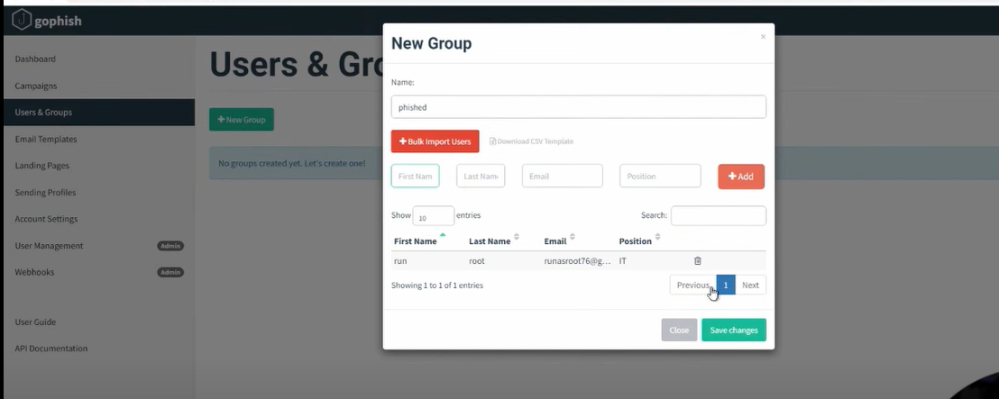 gophish
Dashboard
Campaigns
Users & Groups
Email Templates
Landing Pages
Sending Profiles
Account Settings
User Management Admin
Webhooks Admin
User Guide
API Documentation
Users & Gro
+ New Group
No groups created yet. Let's create one!
New Group
×
Name:
phished
+ Bulk Import Users Download CSV Template
First Nam Last Name Email Position + Add
Show 10 entries Search:
First Name Last Name Email Position
run root runasroot76@g... IT
Showing 1 to 1 of 1 entries Previous 1 Next
Close Save changes